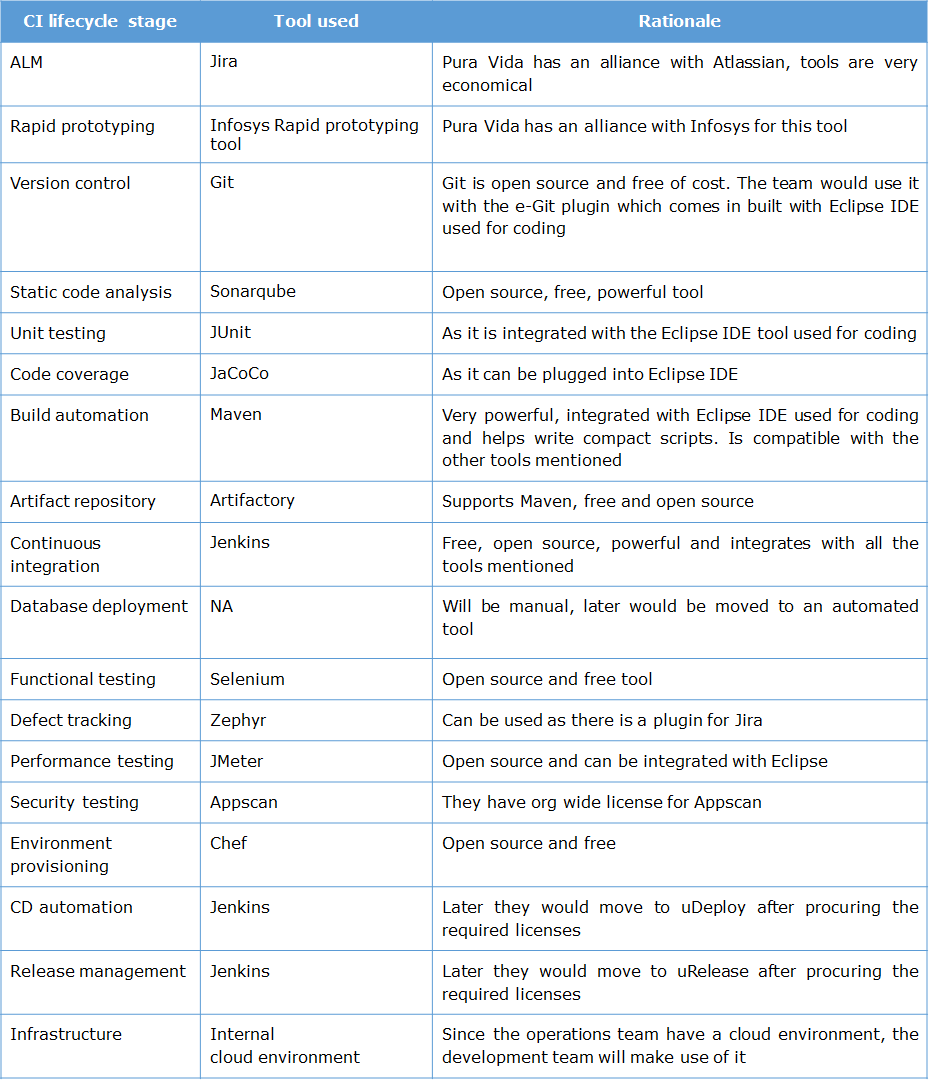 CI lifecycle stage Tool used Rationale
ALM Jira Pura Vida has an alliance with Atlassian, tools are very
economical
Rapid prototyping Infosys Rapid prototyping Pura Vida has an alliance with Infosys for this tool
tool
Version control Git Git is open source and free of cost. The team would use it
with the e-Git plugin which comes in built with Eclipse IDE
used for coding
Static code analysis Sonarqube Open source, free, powerful tool
Unit testing JUnit As it is integrated with the Eclipse IDE tool used for coding
Code coverage JaCoCo As it can be plugged into Eclipse IDE
Build automation Maven Very powerful, integrated with Eclipse IDE used for coding
and helps write compact scripts. Is compatible with the
other tools mentioned
Artifact repository Artifactory Supports Maven, free and open source
Continuous Jenkins Free, open source, powerful and integrates with all the
integration tools mentioned
Database deployment NA Will be manual, later would be moved to an automated
tool
Functional testing Selenium Open source and free tool
Defect tracking Zephyr Can be used as there is a plugin for Jira
Performance testing JMeter Open source and can be integrated with Eclipse
Security testing Appscan They have org wide license for Appscan
Environment Chef Open source and free
provisioning
CD automation Jenkins Later they would move to uDeploy after procuring the
required licenses
Release management Jenkins Later they would move to uRelease after procuring the
required licenses
Infrastructure Internal Since the operations team have a cloud environment, the
cloud environment development team will make use of it